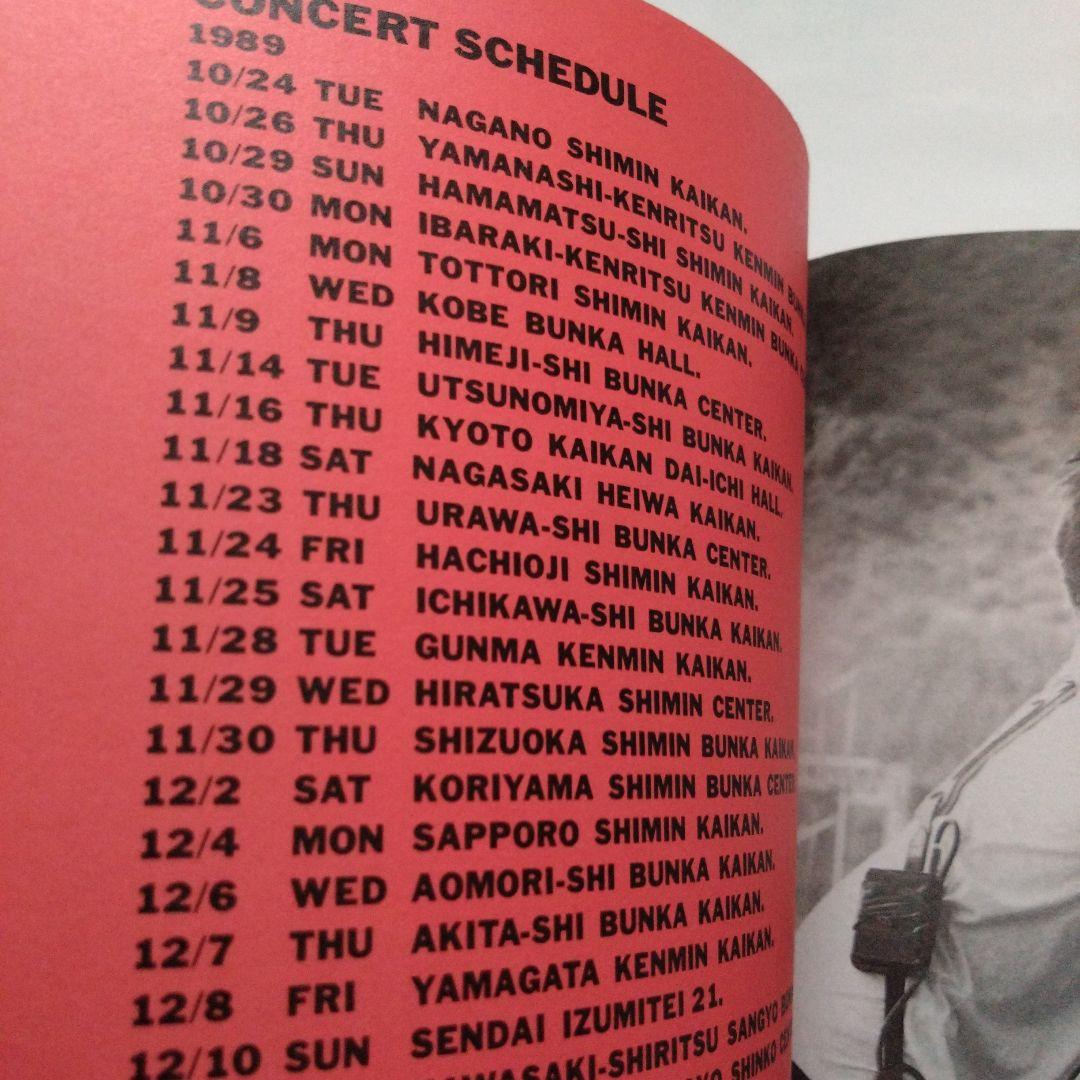 CONCERT SCHEDULE
1989
10/24 TUE NAGANO SHIMIN KAIKAN.
10/26 THU YAMANASHI-KENRITSU KENMIN
10/29 SUN HAMAMATSU-SHI SHIMIN KAIKAN.
10/30 MON IBARAKI-KENRITSU KENMIN BUNKA
11/6 MON TOTTORI SHIMIN KAIKAN.
11/8 WED KOBE BUNKA HALL.
11/9 THU HIMEJI-SHI BUNKA CENTER.
11/14 TUE UTSUNOMIYA-SHI BUNKA KAIKAN.
11/16 THU KYOTO KAIKAN DAI-ICHI HALL.
11/18 SAT NAGASAKI HEIWA KAIKAN.
11/23 THU URAWA-SHI BUNKA CENTER.
11/24 FRI HACHIOJI SHIMIN KAIKAN.
11/25 SAT ICHIKAWA-SHI BUNKA KAIKAN.
11/28 TUE GUNMA KENMIN KAIKAN.
11/29 WED HIRATSUKA SHIMIN CENTER.
11/30 THU SHIZUOKA SHIMIN BUNKA KAIKAN.
12/2 SAT KORIYAMA SHIMIN BUNKA CENTER
12/4 MON SAPPORO SHIMIN KAIKAN.
12/6 WED AOMORI-SHI BUNKA KAIKAN.
12/7 THU AKITA-SHI BUNKA KAIKAN.
12/8 FRI YAMAGATA KENMIN KAIKAN.
12/10 SUN SENDAI IZUMITEI 21.
SANGYO
SHINKO